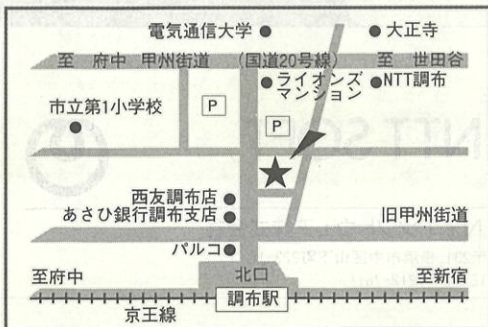 電気通信大学
大正寺
至 府中 甲州街道 (国道20号線) 至 世田谷
ライオンズ
マンション
NTT調布
P
P
市立第1小学校
西友調布店
あさひ銀行調布支店
旧甲州街道
パルコ
至府中
北口
至新宿
調布駅
京王線